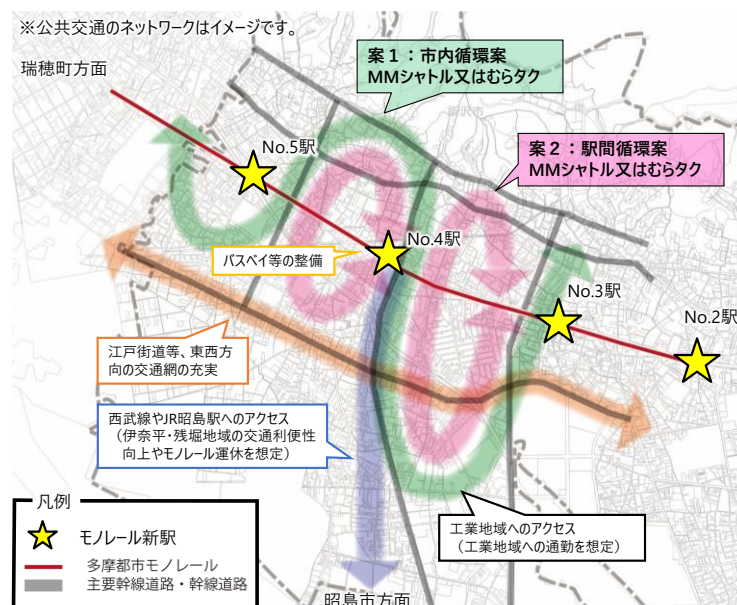 ※公共交通のネットワークはイメージです。
瑞穂町方面
案1：市内循環案
MMシャトル又はむらタク
案2：駅間循環案
MMシャトル又はむらタク
No.5駅
No.4駅
バスベイ等の整備
No.3駅
No.2駅
江戸街道等、東西方
向の交通網の充実
西武線やJR昭島駅へのアクセス
（伊奈平・残堀地域の交通利便性
向上やモノレール運休を想定）
工業地域へのアクセス
（工業地域への通勤を想定）
凡例
モノレール新駅
多摩都市モノレール
主要幹線道路・幹線道路
昭島市方面